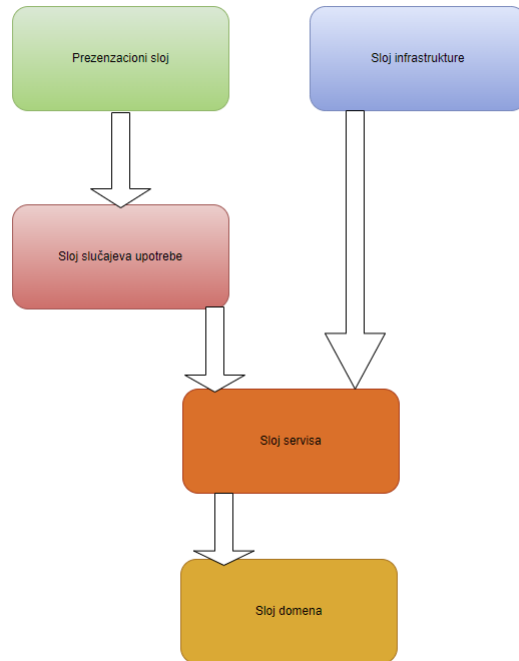 Prezenzacioni sloj
Sloj infrastrukture
Sloj slučajeva upotrebe
Sloj servisa
Sloj domena